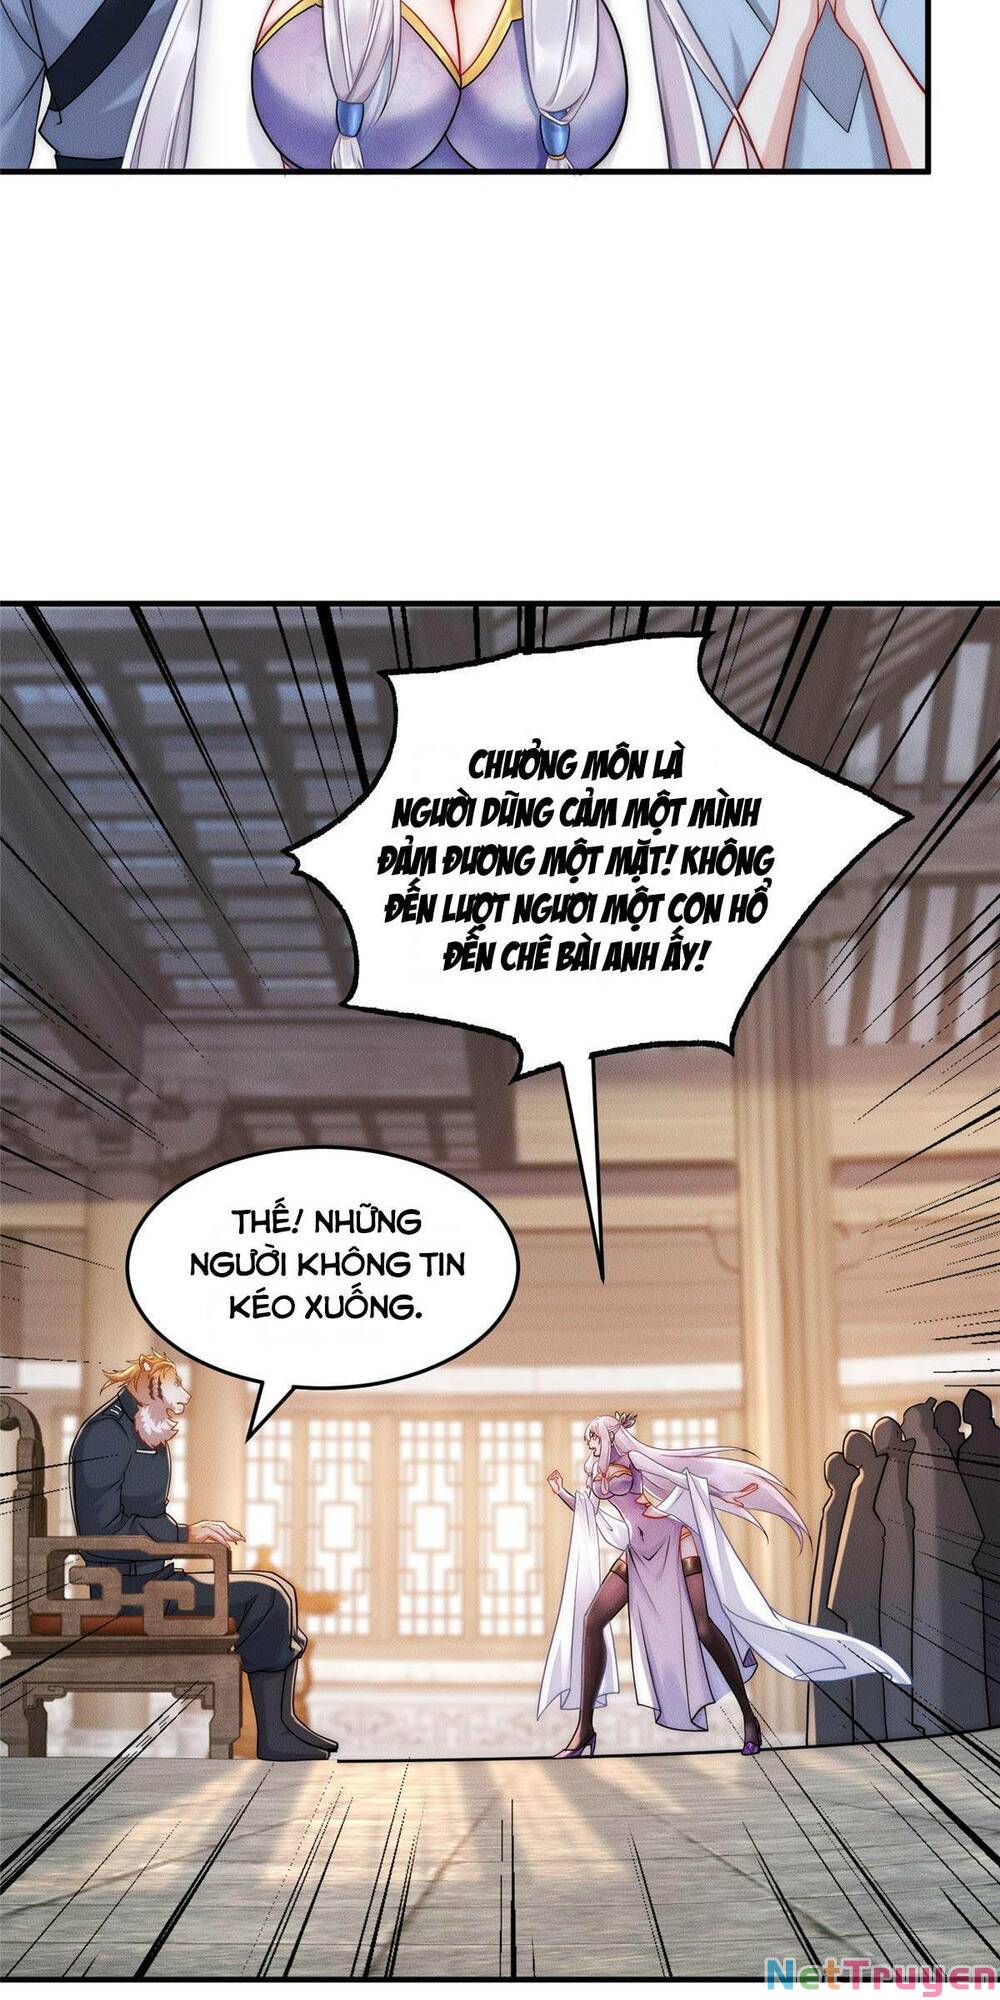 CHƯỞNG MÔN LÀ
NGƯỜI DŨNG CẢM MỘT MÌNH
ĐẢM ĐƯƠNG MỘT MẶT! KHÔNG
ĐẾN LƯỢT NGƯƠI MỘT CON HỔ
ĐẾN CHÊ BÀI ANH ẤY!
THẾ! NHỮNG
NGƯỜI KHÔNG TIN
KÉO XUỐNG.
NetTruyen